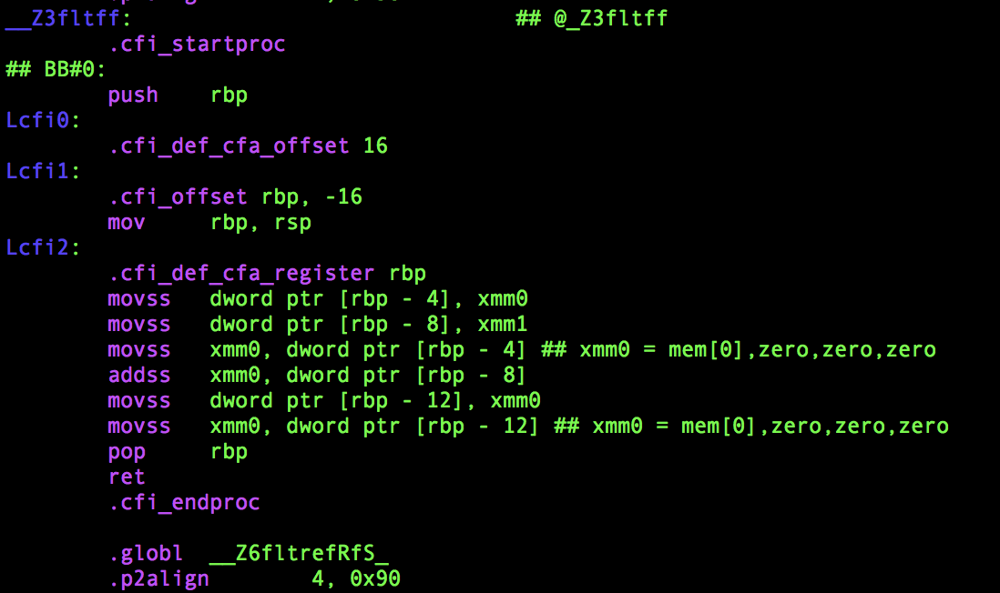 __Z3fltff:                              ## @_Z3fltff
        .cfi_startproc
## BB#0:
        push    rbp
Lcfi0:
        .cfi_def_cfa_offset 16
Lcfi1:
        .cfi_offset rbp, -16
        mov     rbp, rsp
Lcfi2:
        .cfi_def_cfa_register rbp
        movss   dword ptr [rbp - 4], xmm0
        movss   dword ptr [rbp - 8], xmm1
        movss   xmm0, dword ptr [rbp - 4] ## xmm0 = mem[0],zero,zero,zero
        addss   xmm0, dword ptr [rbp - 8]
        movss   dword ptr [rbp - 12], xmm0
        movss   xmm0, dword ptr [rbp - 12] ## xmm0 = mem[0],zero,zero,zero
        pop     rbp
        ret
        .cfi_endproc
        .globl  __Z6fltrefRfS_
        .p2align        4, 0x90